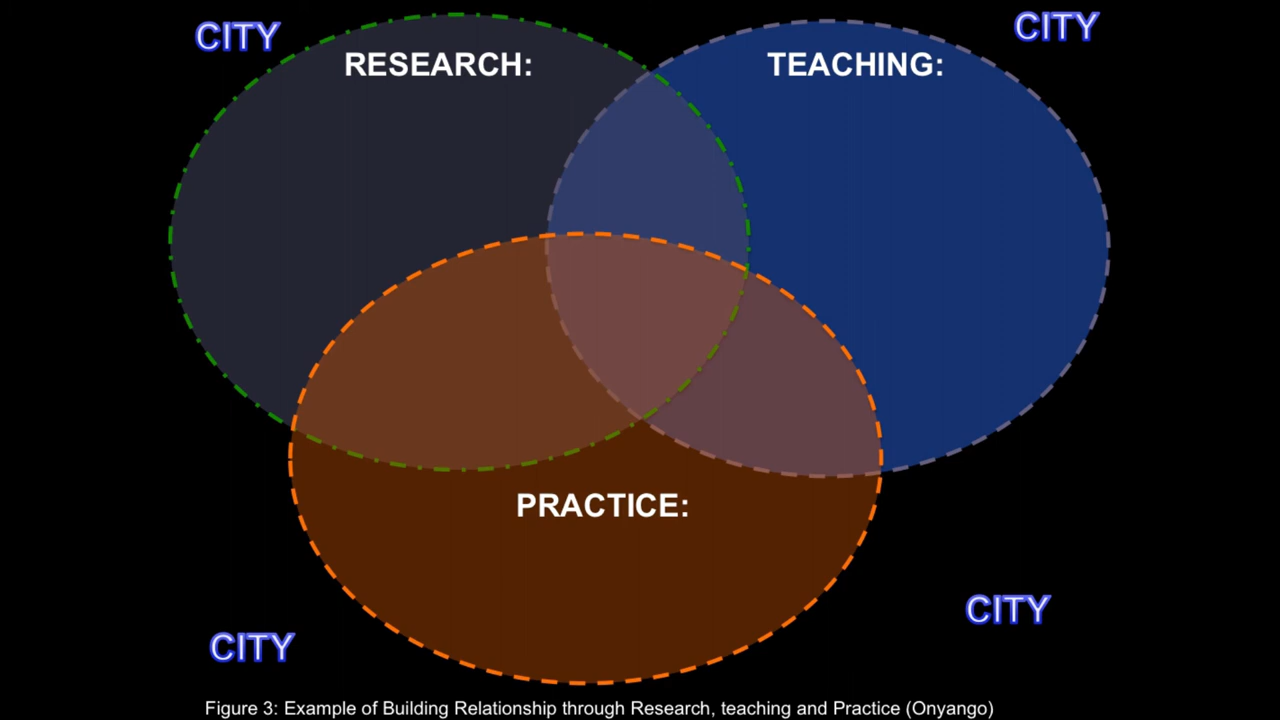 CITY
CITY
RESEARCH:
TEACHING:
PRACTICE:
CITY
CITY
Figure 3: Example of Building Relationship through Research, teaching and Practice (Onyango)